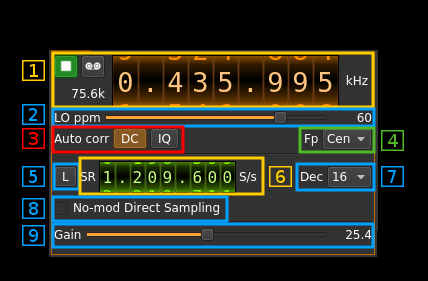 1 0.435.995 kHz
75.6k
2 LO ppm 60
3 Auto corr DC IQ Fp Cen 4
5 L SR 1.209.600 S/s 6 Dec 16 7
8 No-mod Direct Sampling
9 Gain 25.4